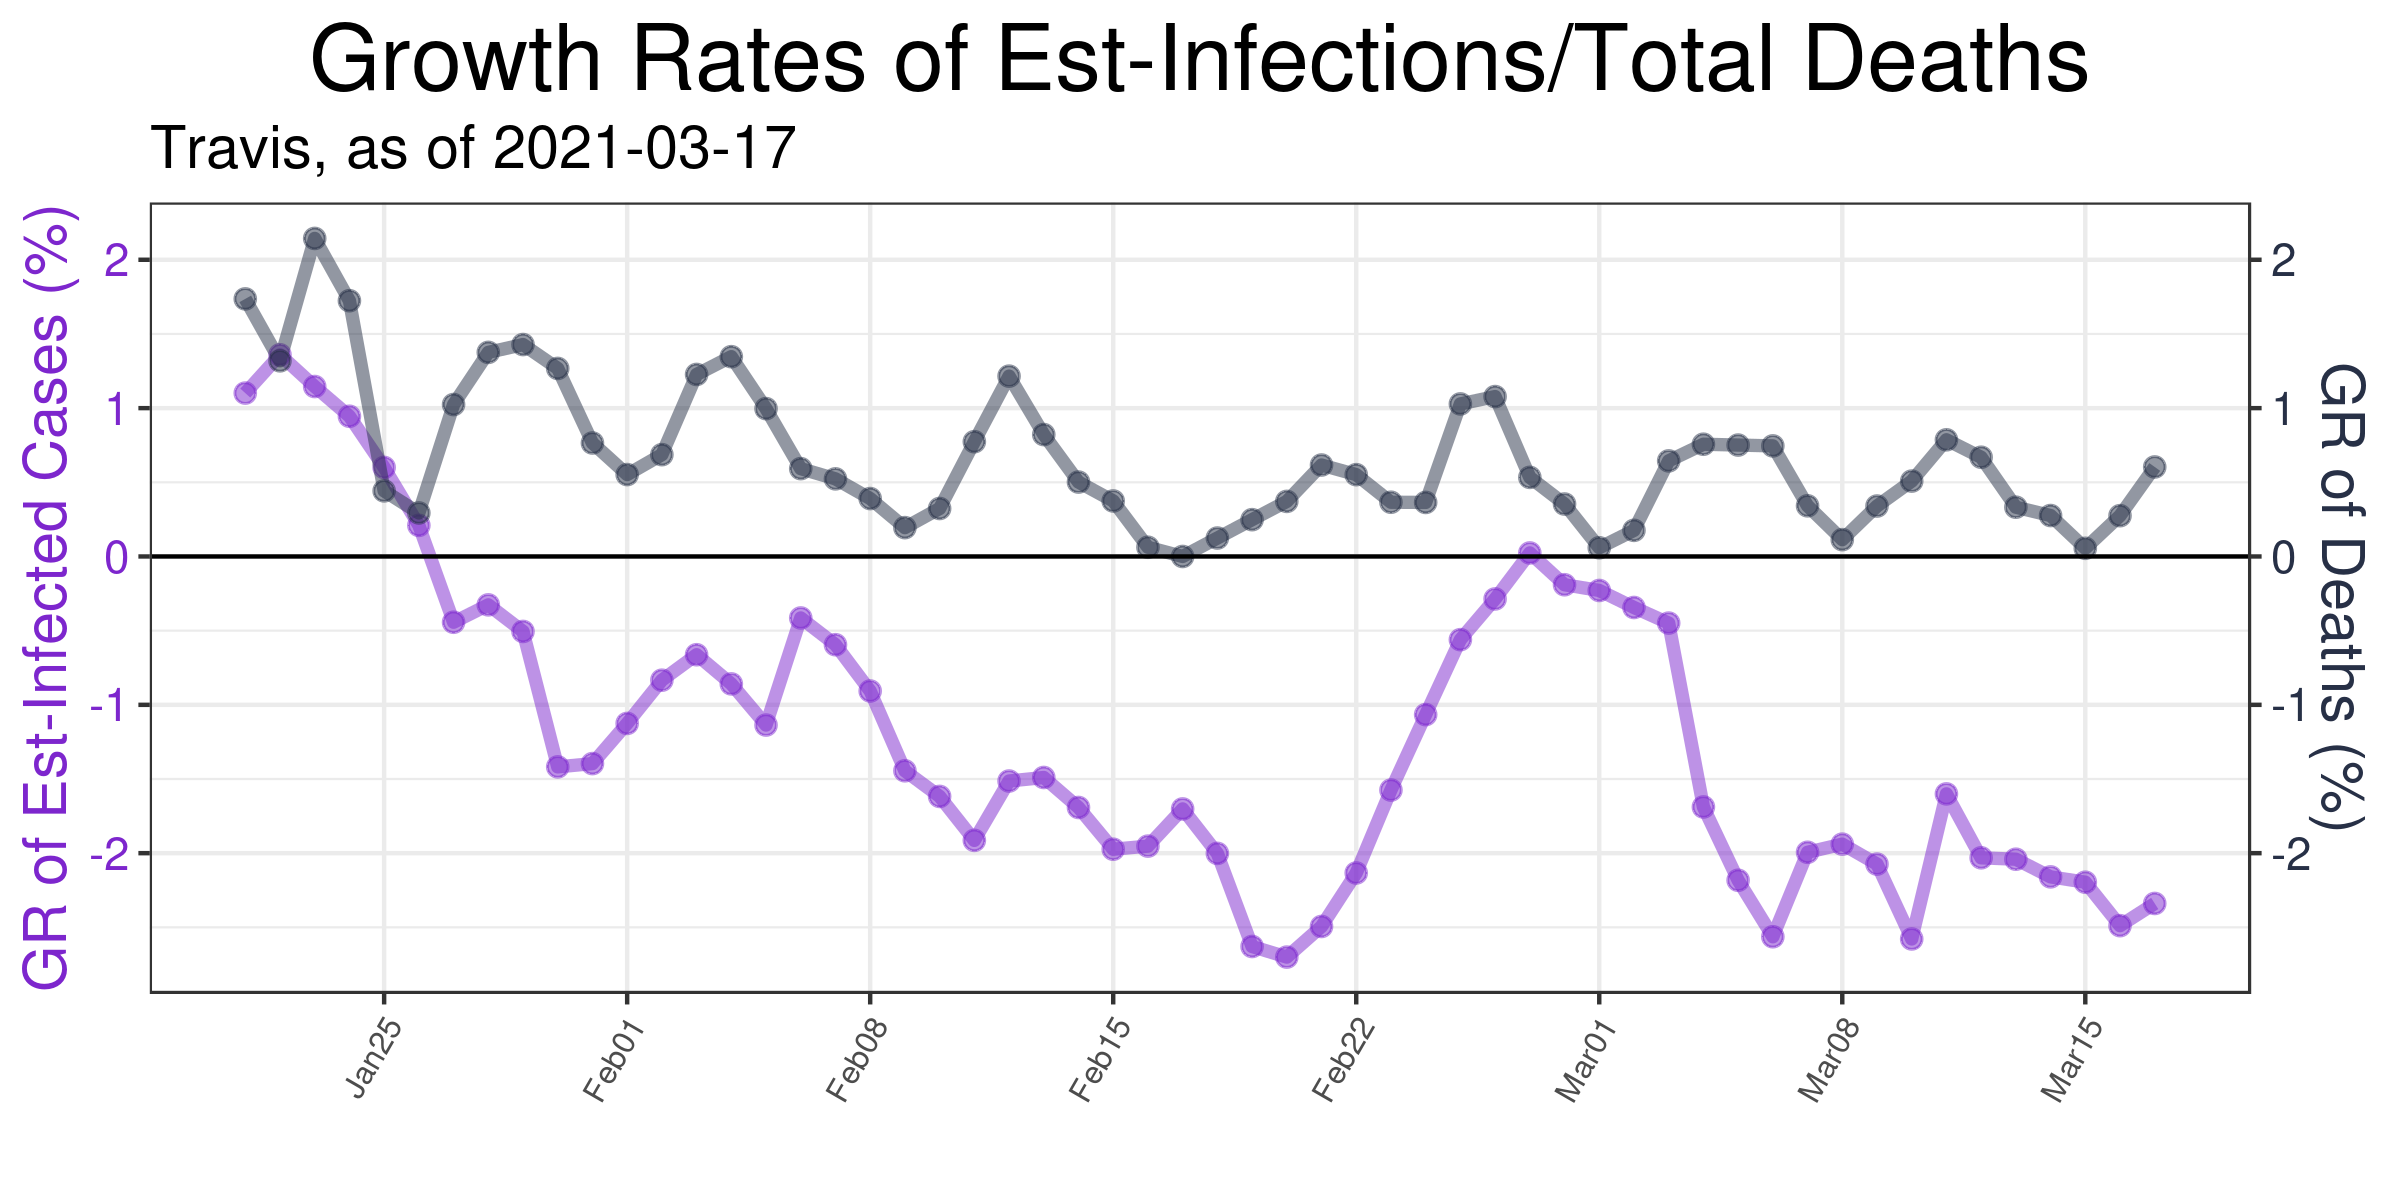 Growth Rates of Est-Infections/Total Deaths
Travis, as of 2021-03-17
GR of Est-Infected Cases (%)
2
1
0
-1
-2
2
1
0
-1
-2
GR of Deaths (%)
Jan25
Feb01
Feb08
Feb15
Feb22
Mar01
Mar08
Mar15